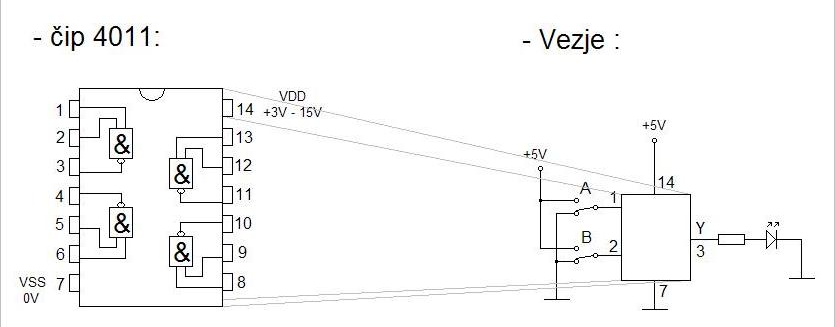 - čip 4011:
- Vezje :
1
2
3
4
5
6
VSS 7
0V
14 VDD
+3V - 15V
13
12
11
10
9
8
&
&
&
&
+5V
+5V
A
B
1
2
14
Y
3
7